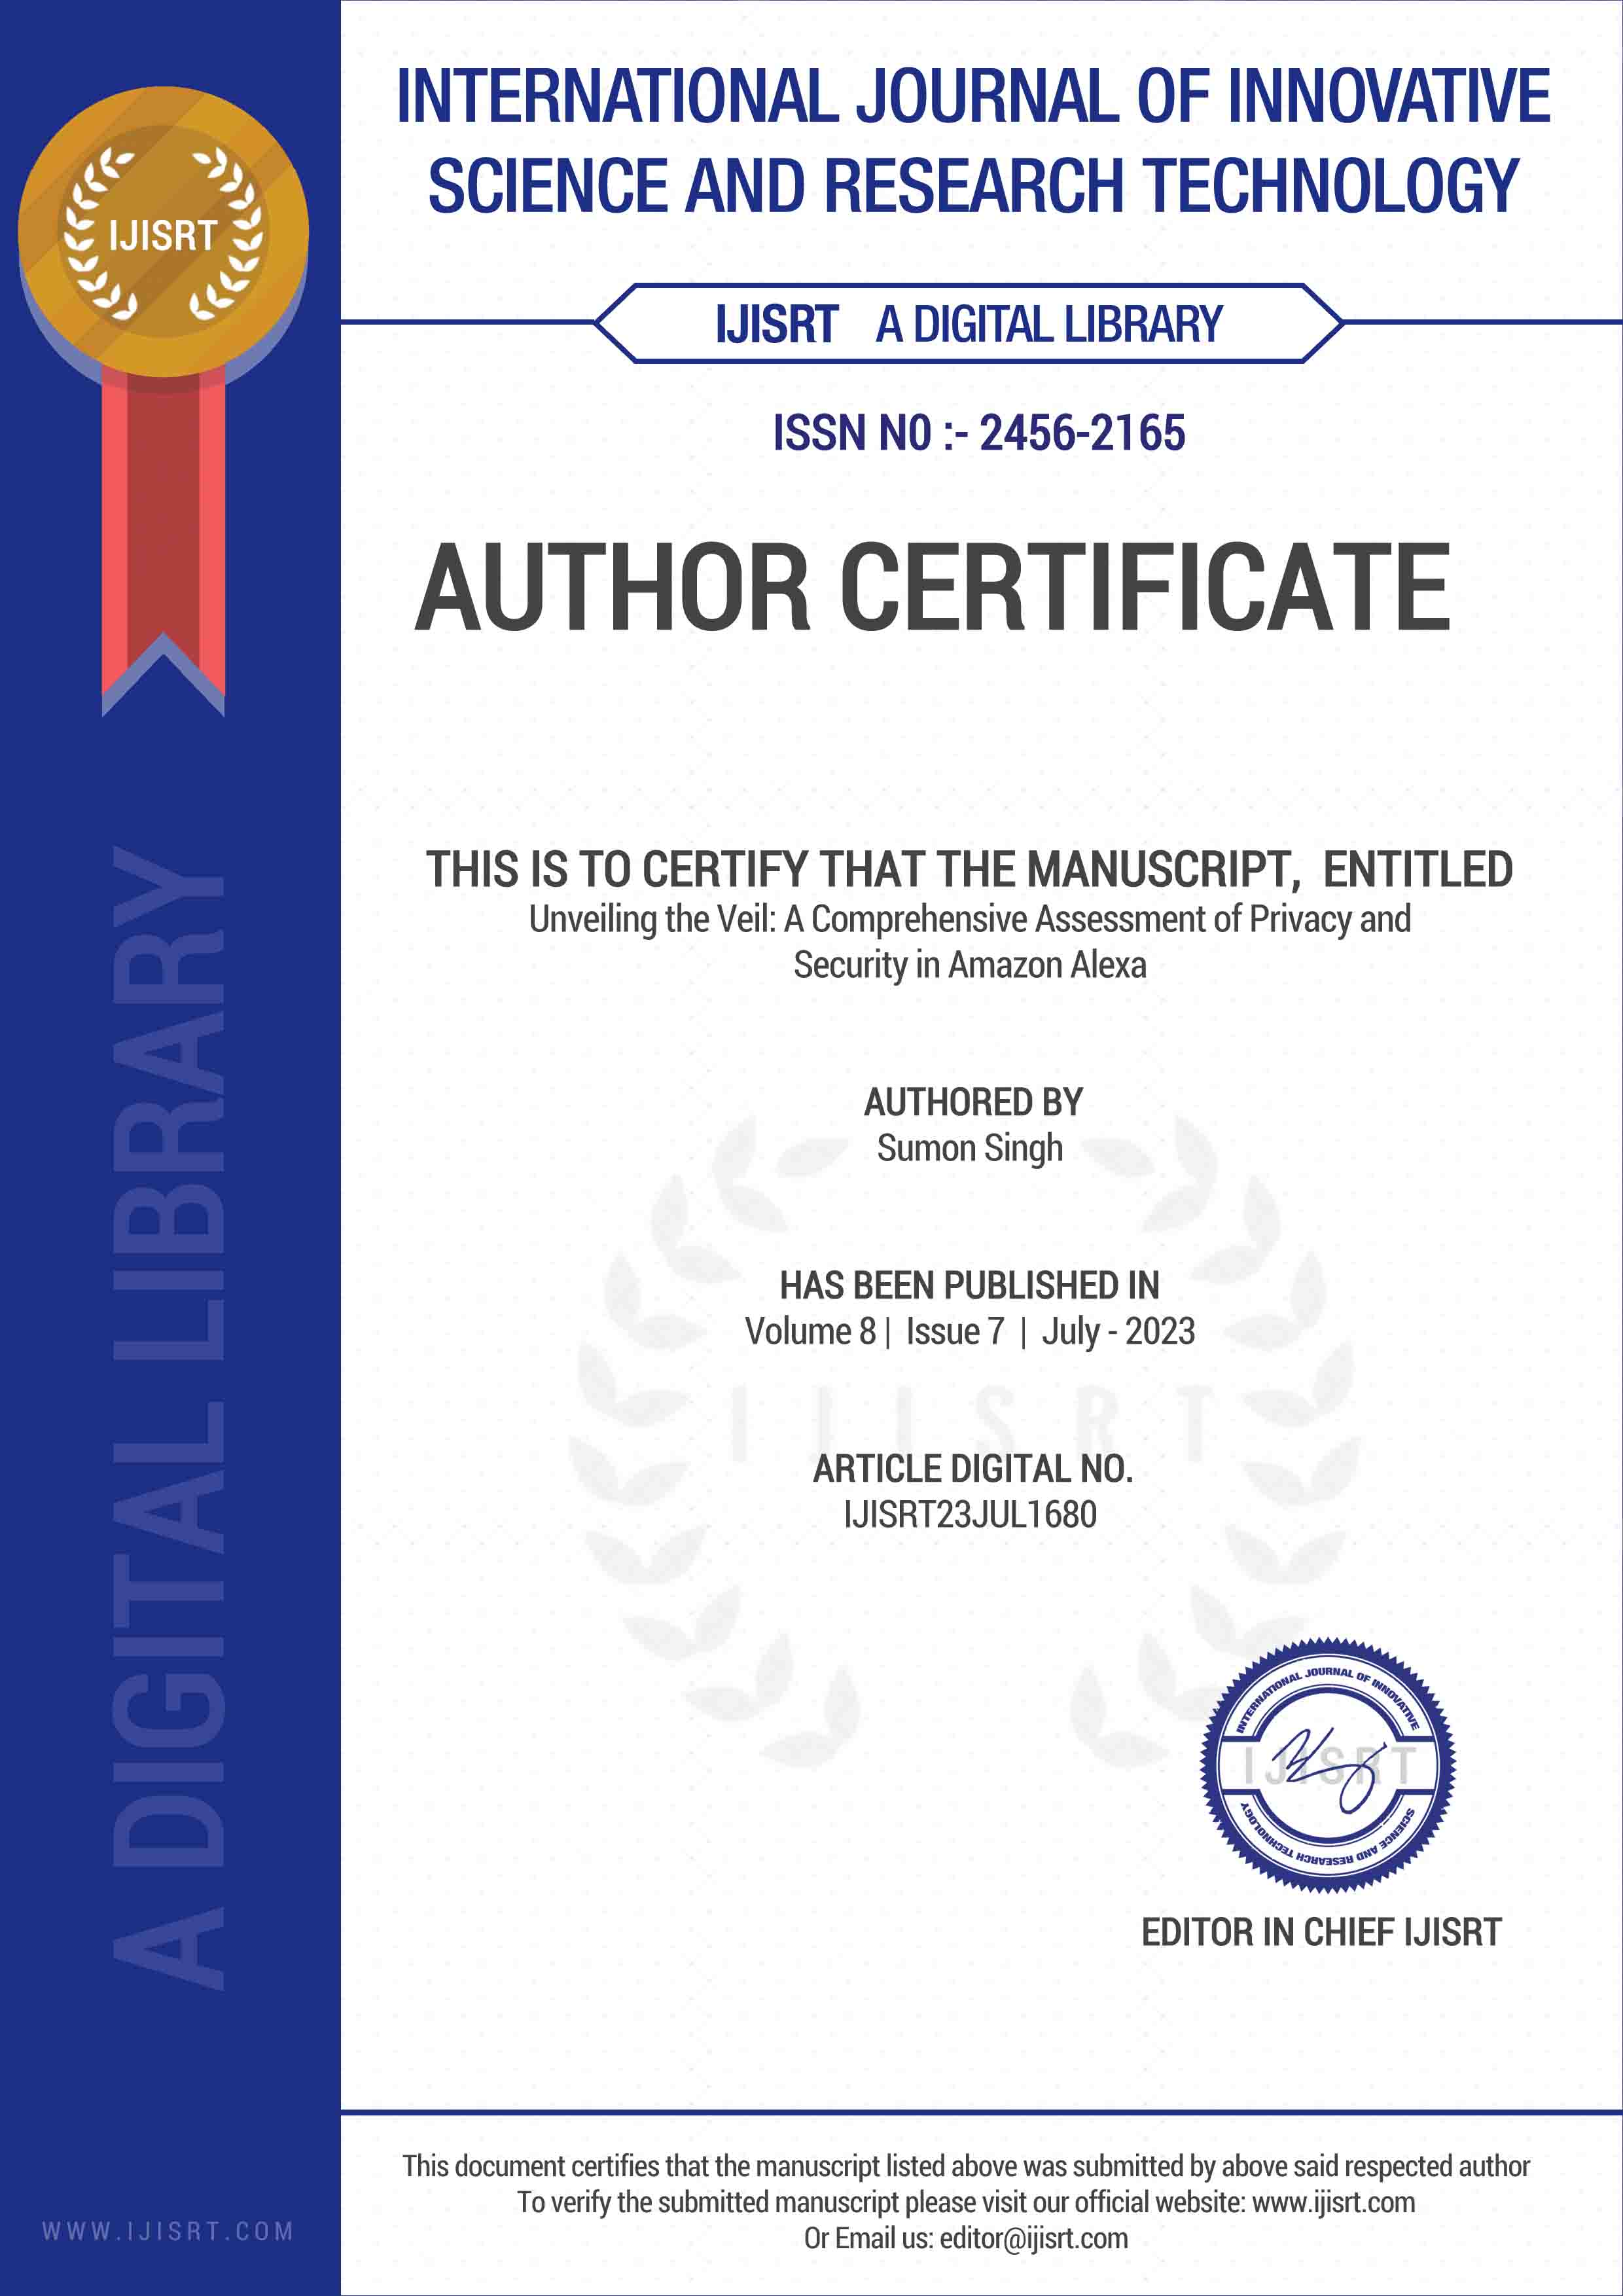 IJISRT
INTERNATIONAL JOURNAL OF INNOVATIVE
SCIENCE AND RESEARCH TECHNOLOGY
IJISRT A DIGITAL LIBRARY
ISSN N0 :- 2456-2165
AUTHOR CERTIFICATE
THIS IS TO CERTIFY THAT THE MANUSCRIPT, ENTITLED
Unveiling the Veil: A Comprehensive Assessment of Privacy and
Security in Amazon Alexa
AUTHORED BY
Sumon Singh
HAS BEEN PUBLISHED IN
Volume 8 | Issue 7 | July - 2023
IJISRT
ARTICLE DIGITAL NO.
IJISRT23JUL1680
INTERNATIONAL JOURNAL OF INNOVATIVE
IJISRT
SCIENCE AND RESEARCH TECHNOLOGY
EDITOR IN CHIEF IJISRT
This document certifies that the manuscript listed above was submitted by above said respected author
To verify the submitted manuscript please visit our official website: www.ijisrt.com
Or Email us: editor@ijisrt.com
A DIGITAL LIBRARY
WWW.IJISRT.COM